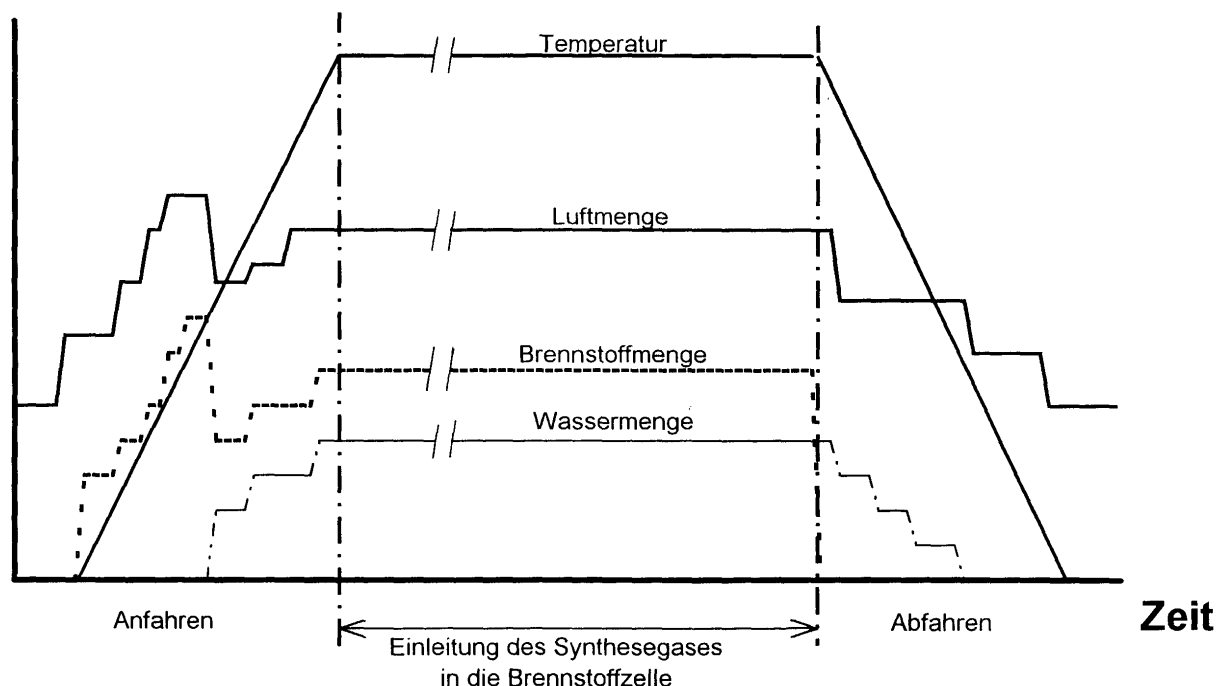 Temperatur
Luftmenge
Brennstoffmenge
Wassermenge
Anfahren
Einleitung des Synthesegases
in die Brennstoffzelle
Abfahren
Zeit